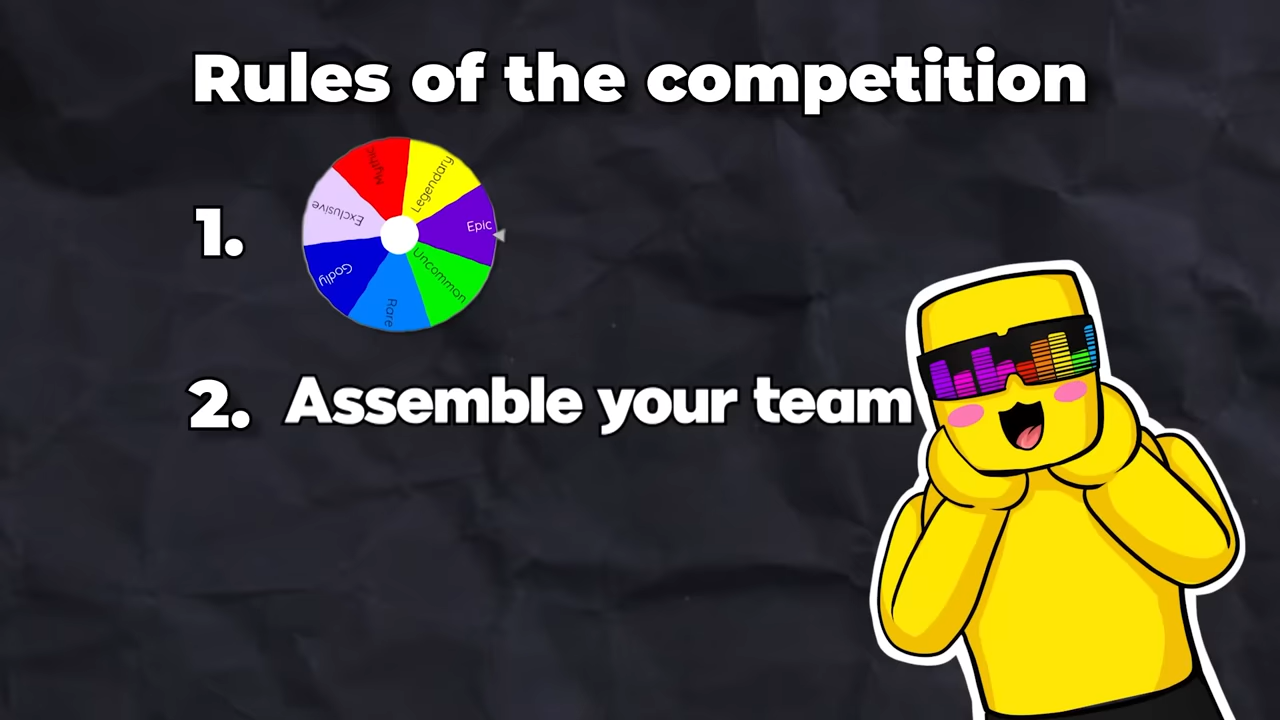 Rules of the competition
1.
Mythic
Legendary
Exclusive
Epic
Godly
Uncommon
Rare
2. Assemble your team